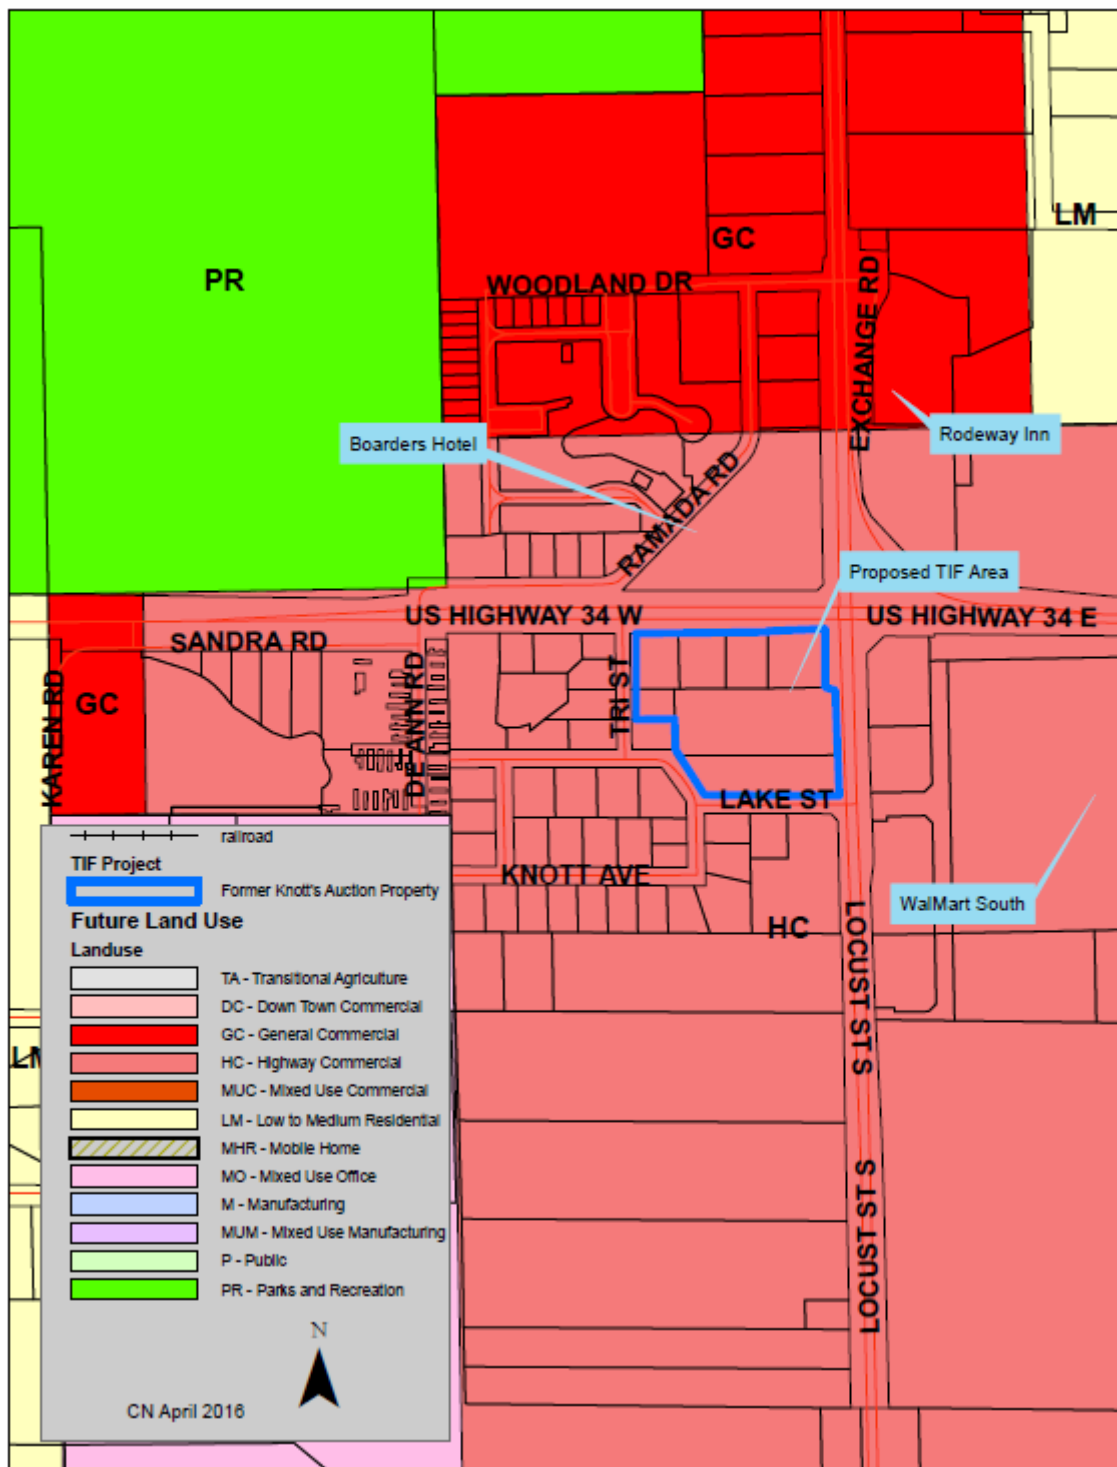 LM
GC
PR
WOODLAND DR
EXCHANGE RD
Rodeway Inn
Boarders Hotel
RAMADA RD
Proposed TIF Area
US HIGHWAY 34 W
US HIGHWAY 34 E
SANDRA RD
TRI ST
DE ANN RD
KAREN RD
GC
LAKE ST
KNOTT AVE
WalMart South
HC
LOCUST ST S
LOCUST ST S
LM
railroad
TIF Project
Former Knott's Auction Property
Future Land Use
Landuse
TA - Transitional Agriculture
DC - Down Town Commercial
GC - General Commercial
HC - Highway Commercial
MUC - Mixed Use Commercial
LM - Low to Medium Residential
MHR - Mobile Home
MO - Mixed Use Office
M - Manufacturing
MUM - Mixed Use Manufacturing
P - Public
PR - Parks and Recreation
N
CN April 2016